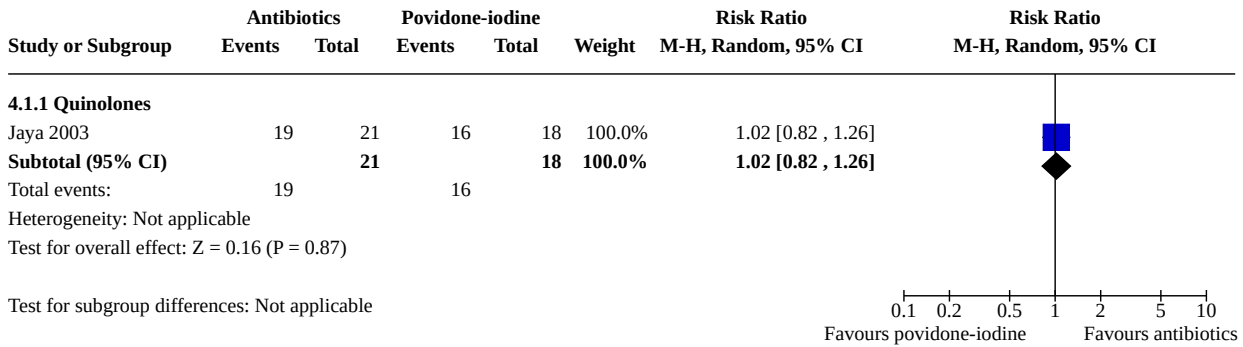 Antibiotics Povidone-iodine Risk Ratio Risk Ratio
Study or Subgroup Events Total Events Total Weight M-H, Random, 95% CI M-H, Random, 95% CI
4.1.1 Quinolones
Jaya 2003 19 21 16 18 100.0% 1.02 [0.82 , 1.26]
Subtotal (95% CI) 21 18 100.0% 1.02 [0.82 , 1.26]
Total events: 19 16
Heterogeneity: Not applicable
Test for overall effect: Z = 0.16 (P = 0.87)
Test for subgroup differences: Not applicable
0.1 0.2 0.5 1 2 5 10
Favours povidone-iodine Favours antibiotics